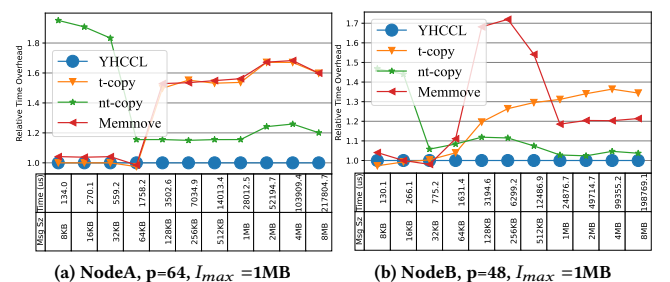 Relative Time Overhead
1.8
1.6
1.4
1.2
1.0
YHCCL
t-copy
nt-copy
Memmove
Time (us)
134.0 270.1 559.2 1758.2 3502.6 7034.9 14013.4 28012.5 52194.7 103909.4 217804.7
Msg Sz
8KB 16KB 32KB 64KB 128KB 256KB 512KB 1MB 2MB 4MB 8MB
(a) NodeA, p=64, Imax =1MB
Relative Time Overhead
1.7
1.6
1.5
1.4
1.3
1.2
1.1
1.0
YHCCL
t-copy
nt-copy
Memmove
Time (us)
130.1 266.1 775.2 1631.4 3194.6 6299.2 12486.9 24876.7 49714.7 99355.2 198769.1
Msg Sz
8KB 16KB 32KB 64KB 128KB 256KB 512KB 1MB 2MB 4MB 8MB
(b) NodeB, p=48, Imax =1MB